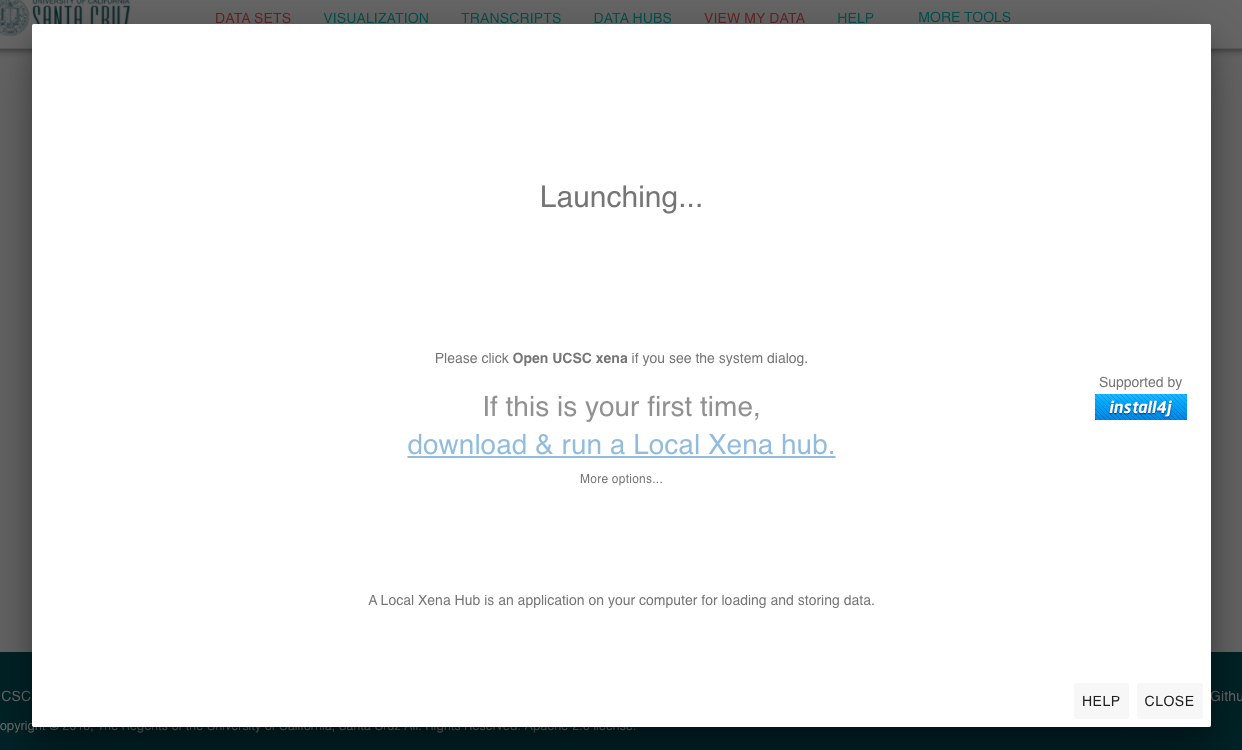 UNIVERSITY OF CALIFORNIA
SANTA CRUZ
DATA SETS VISUALIZATION TRANSCRIPTS DATA HUBS VIEW MY DATA HELP MORE TOOLS
Launching...
Please click Open UCSC xena if you see the system dialog.
Supported by
install4j
If this is your first time,
download & run a Local Xena hub.
More options...
A Local Xena Hub is an application on your computer for loading and storing data.
CSC
Githu
HELP CLOSE
opyright © 2018, The Regents of the University of California, Santa Cruz All. Rights Reserved. Apache 2.0 license.